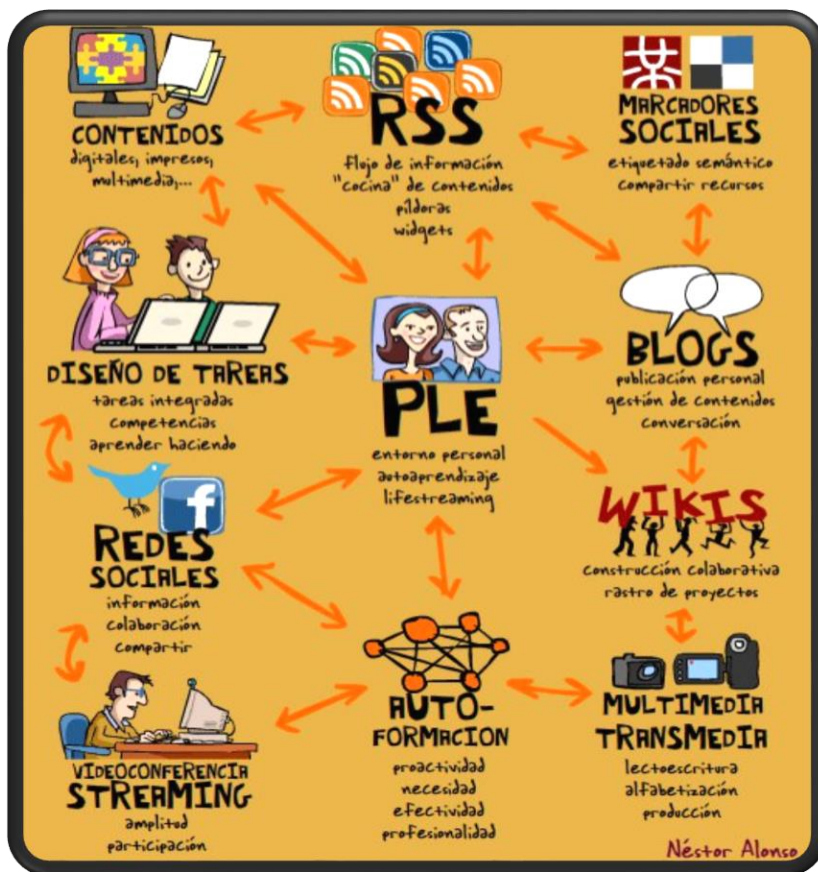 CONTENIDOS
digitales, impresos,
multimedia,...
RSS
flujo de información
"cocina" de contenidos
píldoras
widgets
MARCADORES
SOCIALES
etiquetado semántico
compartir recursos
DISEÑO DE TAREAS
tareas integradas
competencias
aprender haciendo
PLE
entorno personal
autoaprendizaje
lifestreaming
BLOGS
publicación personal
gestión de contenidos
conversación
REDES
SOCIALES
información
colaboración
compartir
WIKIS
construcción colaborativa
rastro de proyectos
VIDEOCONFERENCIA
STREAMING
amplitud
participación
AUTO-
FORMACION
proactividad
necesidad
efectividad
profesionalidad
MULTIMEDIA
TRANSMEDIA
lectoescritura
alfabetización
producción
Néstor Alonso